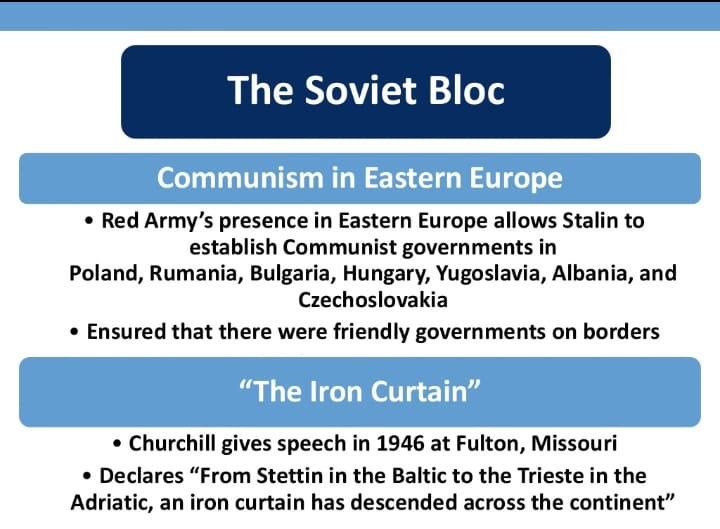 The Soviet Bloc
Communism in Eastern Europe
• Red Army’s presence in Eastern Europe allows Stalin to
establish Communist governments in
Poland, Rumania, Bulgaria, Hungary, Yugoslavia, Albania, and
Czechoslovakia
• Ensured that there were friendly governments on borders
“The Iron Curtain”
• Churchill gives speech in 1946 at Fulton, Missouri
• Declares “From Stettin in the Baltic to the Trieste in the
Adriatic, an iron curtain has descended across the continent”